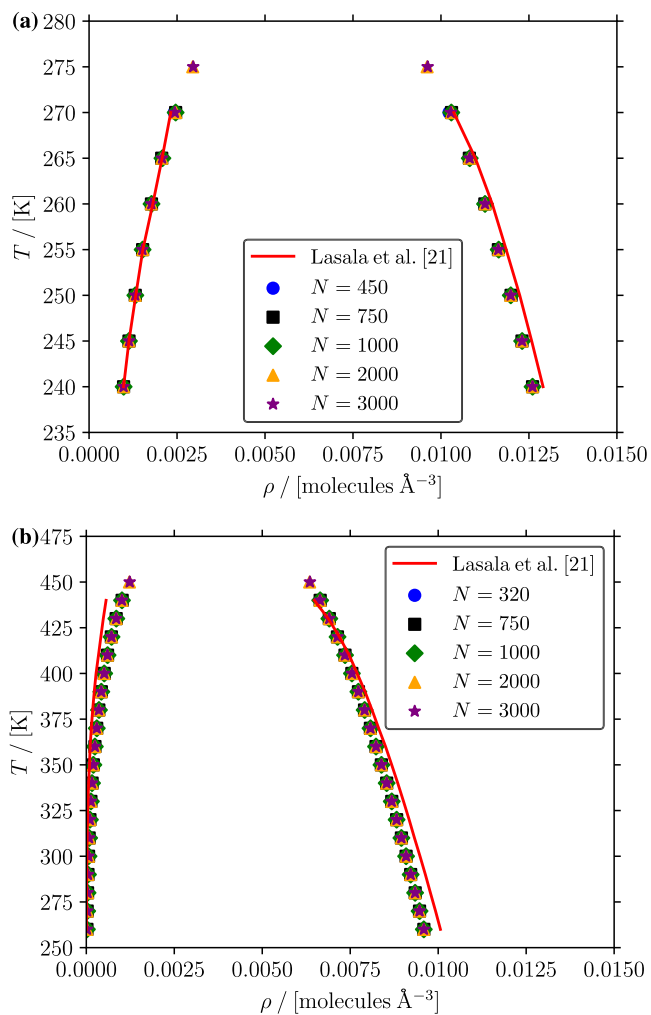 (a)
280
275
270
265
260
255
250
245
240
235
T / [K]
Lasala et al. [21]
N = 450
N = 750
N = 1000
N = 2000
N = 3000
0.0000 0.0025 0.0050 0.0075 0.0100 0.0125 0.0150
ρ / [molecules Å⁻³]
(b)
475
450
425
400
375
350
325
300
275
250
T / [K]
Lasala et al. [21]
N = 320
N = 750
N = 1000
N = 2000
N = 3000
0.0000 0.0025 0.0050 0.0075 0.0100 0.0125 0.0150
ρ / [molecules Å⁻³]